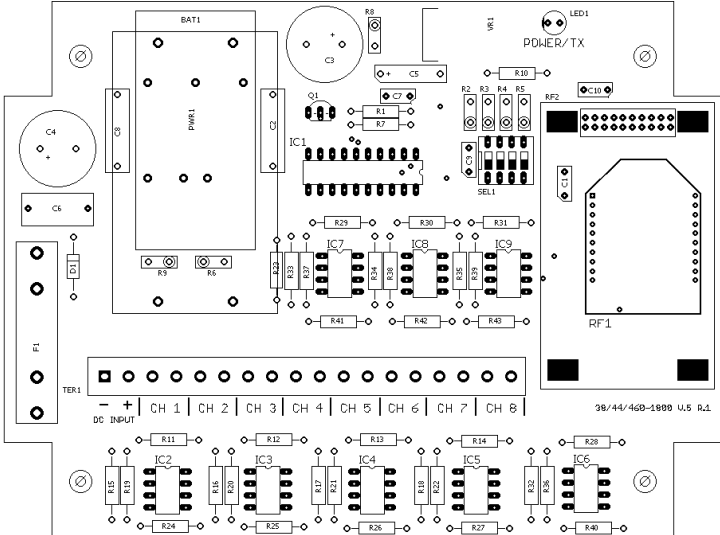 BAT1
R8
VR1
LED1
POWER/TX
C3
C5
R10
C10
C7
Q1
R2 R3 R4 R5
RF2
R1
R7
C4
C8
PWR1
C2
IC1
C9
SEL1
C1
C6
R29
R30
R31
IC7
IC8
IC9
D1
R9
R6
R23
R33
R37
R34
R38
R35
R39
R41
R42
R43
RF1
F1
TER1
- +
DC INPUT
CH 1
CH 2
CH 3
CH 4
CH 5
CH 6
CH 7
CH 8
38/44/460-1800 V.5 R.1
R11
R12
R13
R14
R28
IC2
IC3
IC4
IC5
IC6
R15
R19
R16
R20
R17
R21
R18
R22
R32
R36
R24
R25
R26
R27
R40